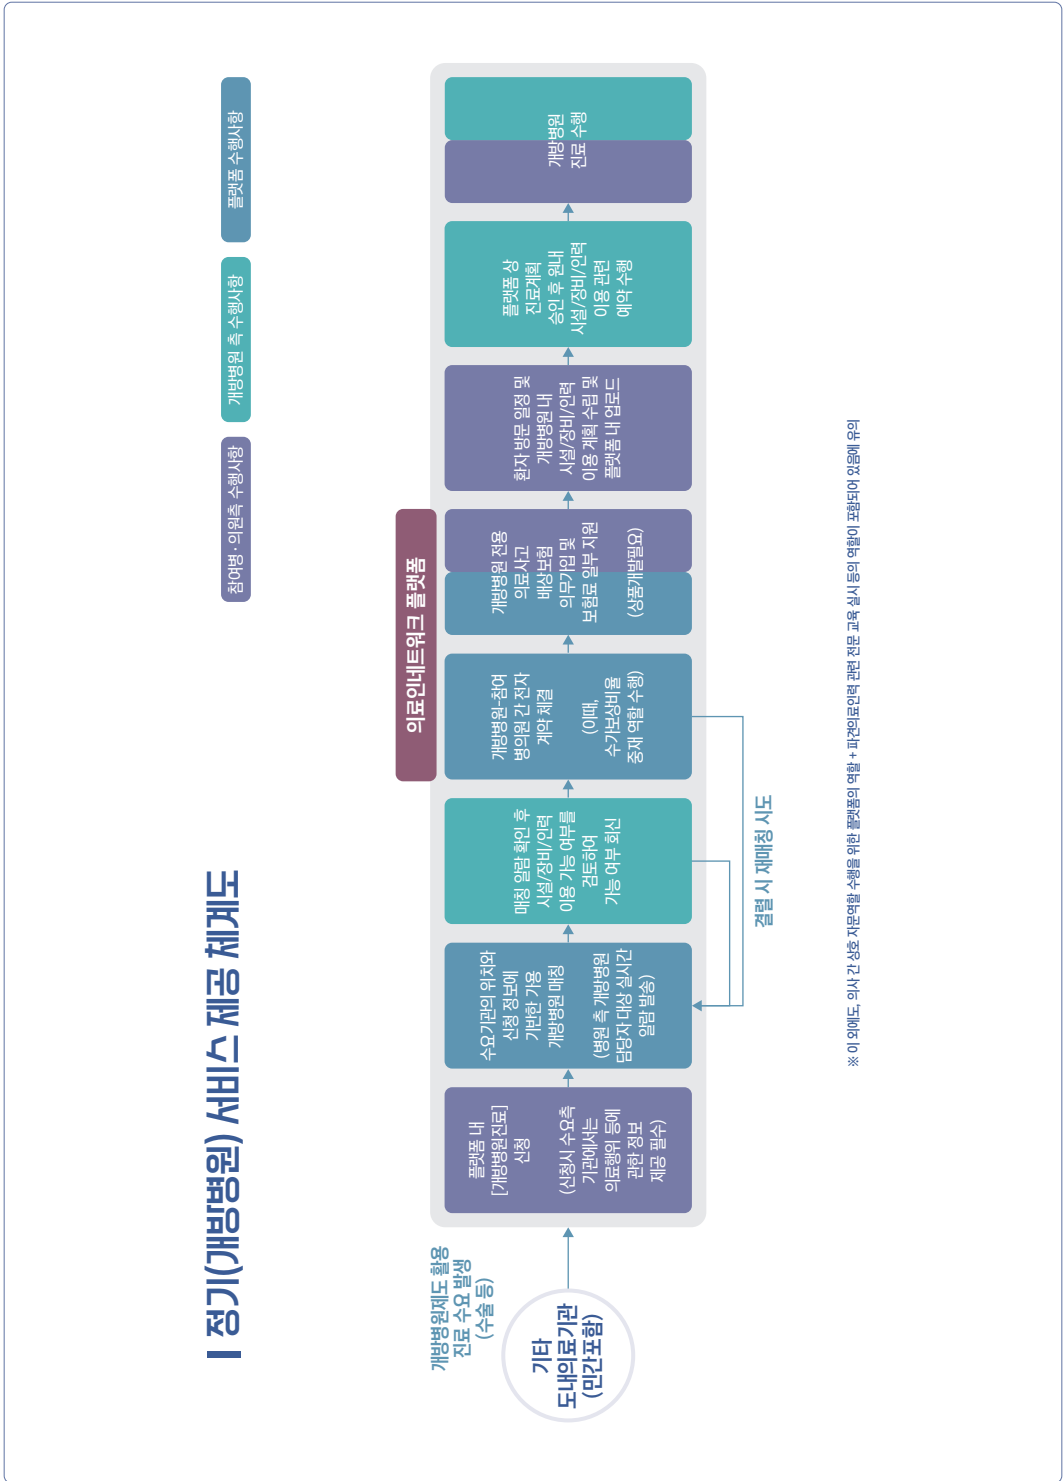 정기(개방병원) 서비스 제공 체계도
참여병·의원측 수행사항
개방병원 측 수행사항
플랫폼 수행사항
의료인네트워크 플랫폼
개방병원제도 활용
진료 수요 발생
(수술 등)
기타
도내의료기관
(민간포함)
플랫폼 내
[개방병원진료]
신청
(신청시 수요측
기관에서는
의료행위 등에
관한 정보
제공 필수)
수요기관의 위치와
신청 정보에
기반한 가용
개방병원 매칭
(병원 측 개방병원
담당자 대상 실시간
알람 발송)
매칭 알람 확인 후
시설/장비/인력
이용 가능 여부를
검토하여
가능 여부 회신
개방병원-참여
병의원 간 전자
계약 체결
(이때,
수가보상비율
중재 역할 수행)
개방병원 전용
의료사고
배상보험
의무가입 및
보험료 일부 지원
(상품개발필요)
환자 방문 일정 및
개방병원 내
시설/장비/인력
이용 계획 수립 및
플랫폼 내 업로드
플랫폼 상
진료계획
승인 후 원내
시설/장비/인력
이용 관련
예약 수행
개방병원
진료 수행
결렬 시 재매칭 시도
※ 이 외에도, 의사 간 상호 자문역할 수행을 위한 플랫폼의 역할 + 파견의료인력 관련 전문 교육 실시 등의 역할이 포함되어 있음에 유의